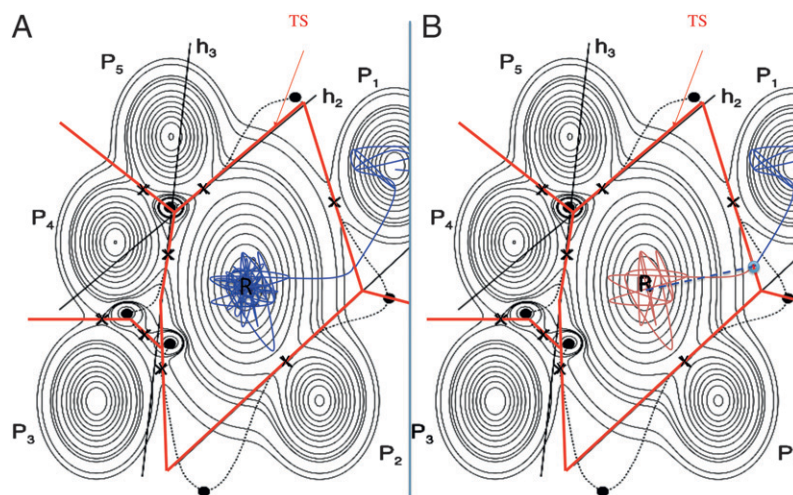 A
TS
h₃
P₅
h₂
P₁
P₄
R
P₃
P₂
B
TS
h₃
P₅
h₂
P₁
P₄
R
P₃
P